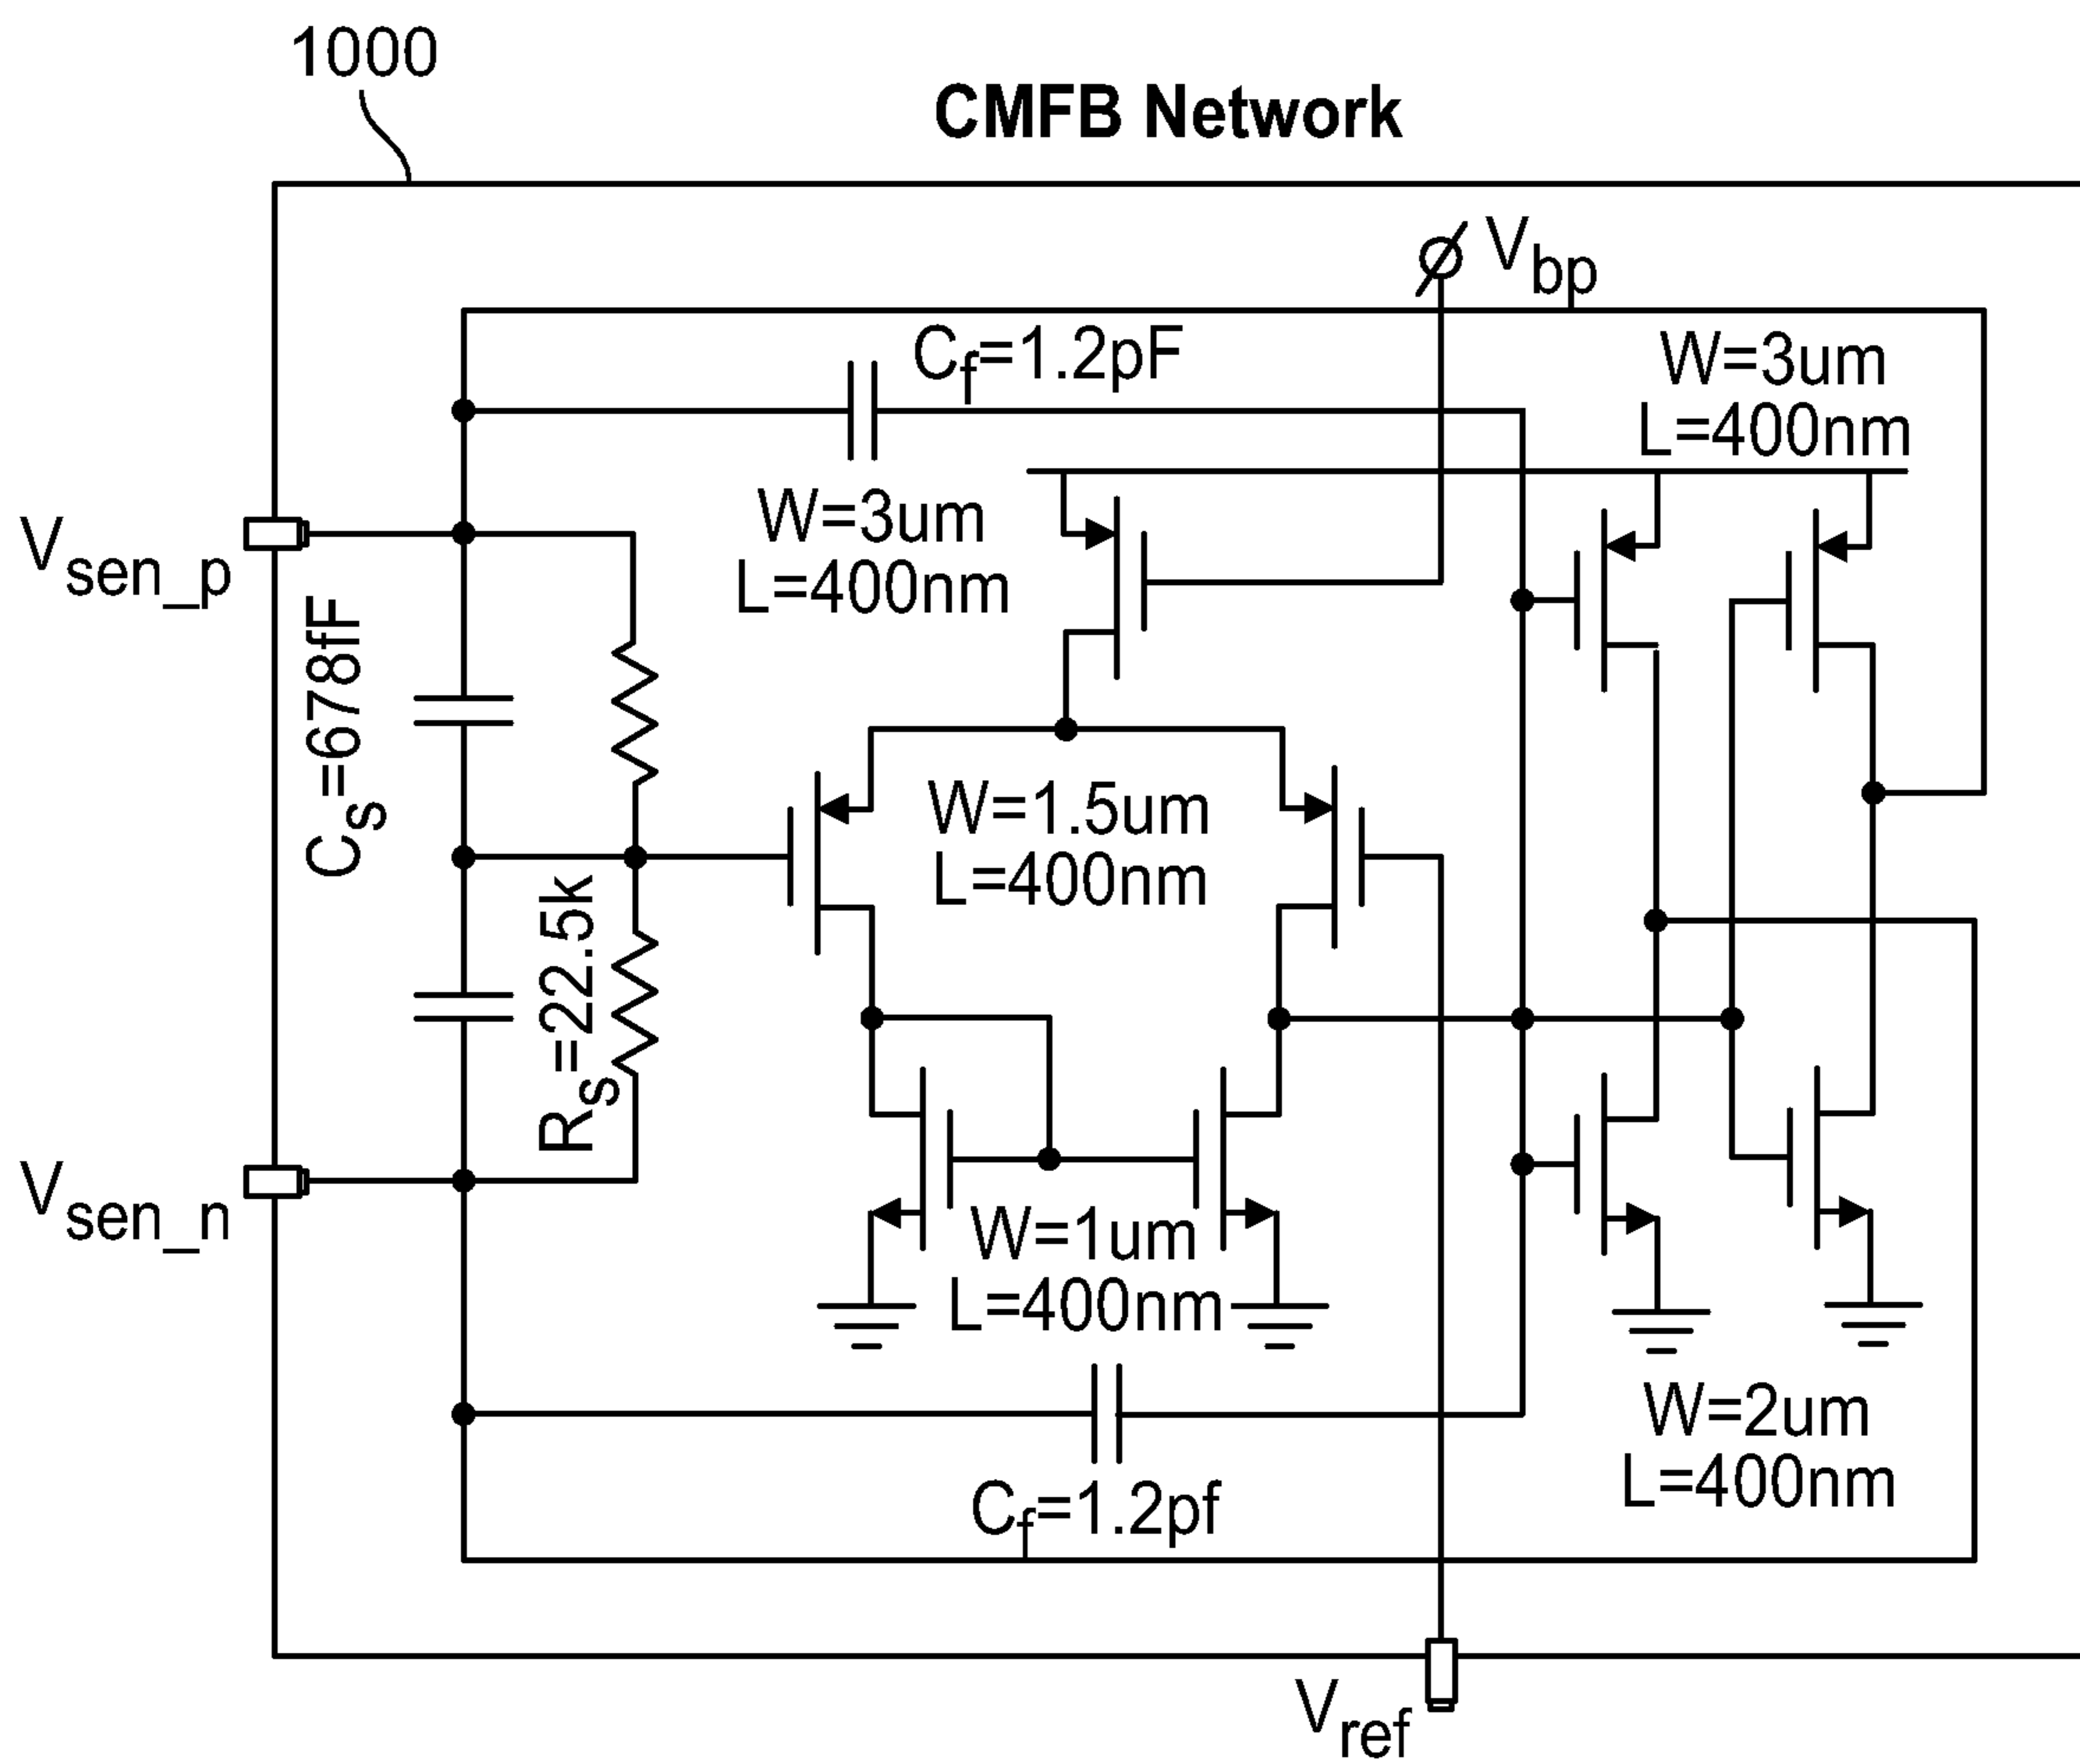 1000
CMFB Network
V_bp
C_f=1.2pF
W=3um
L=400nm
W=3um
L=400nm
V_sen_p
C_s=678fF
W=1.5um
L=400nm
R_s=22.5k
V_sen_n
W=1um
L=400nm
W=2um
L=400nm
C_f=1.2pf
V_ref